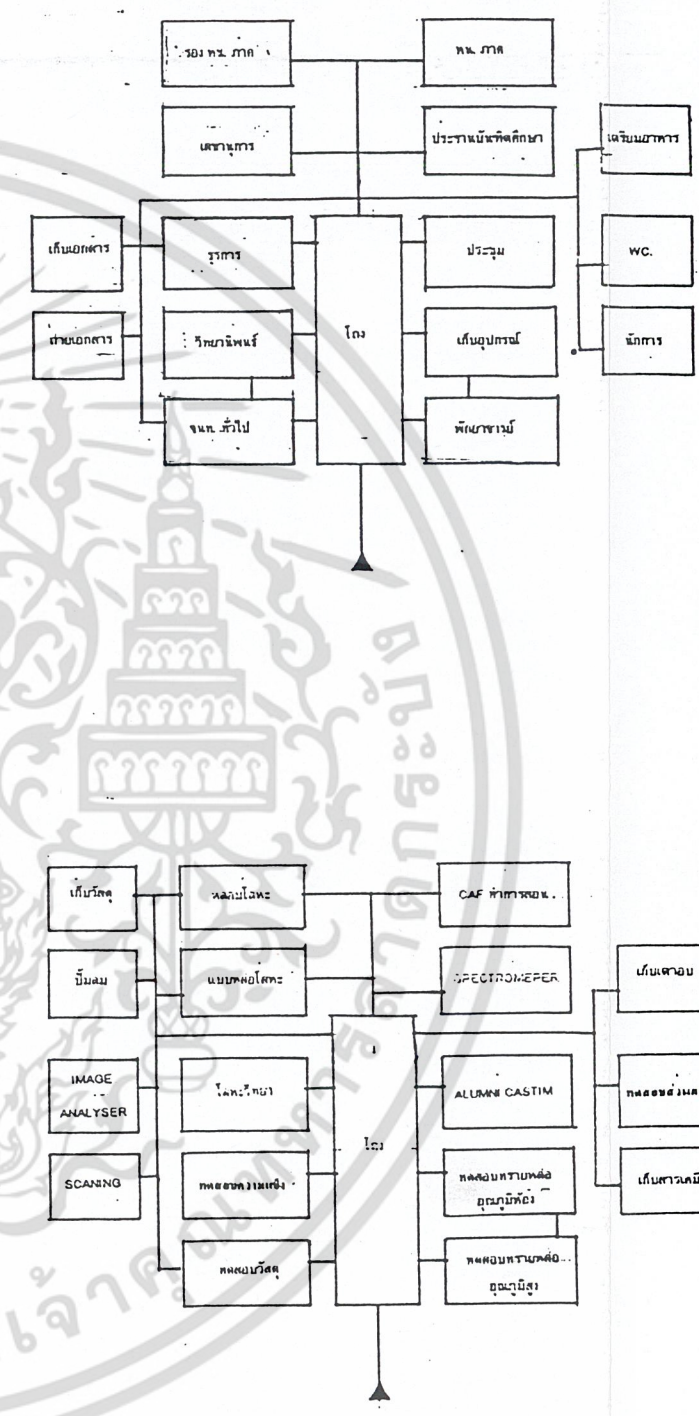 รอง หน. ภาค
หน. ภาค
เลขานุการ
ประธานบัณฑิตศึกษา
เตรียมอาหาร
เก็บเอกสาร
ธุรการ
ประชุม
WC.
ถ่ายเอกสาร
วิทยานิพนธ์
โถง
เก็บอุปกรณ์
นักการ
จนท. ทั่วไป
พักอาจารย์
เก็บวัสดุ
หลอมโลหะ
CAF ทำการสอน
ปั๊มลม
แบบหล่อโลหะ
SPECTROMEPER
เก็บเตาอบ
IMAGE
ANALYSER
โลหะวิทยา
ALUMNI CASTIM
โถง
SCANING
ทดสอบความแข็ง
ทดสอบทรายหล่อ
อุณหภูมิห้อง
เก็บสารเคมี
ทดสอบวัสดุ
ทดสอบทรายหล่อ
อุณหภูมิสูง